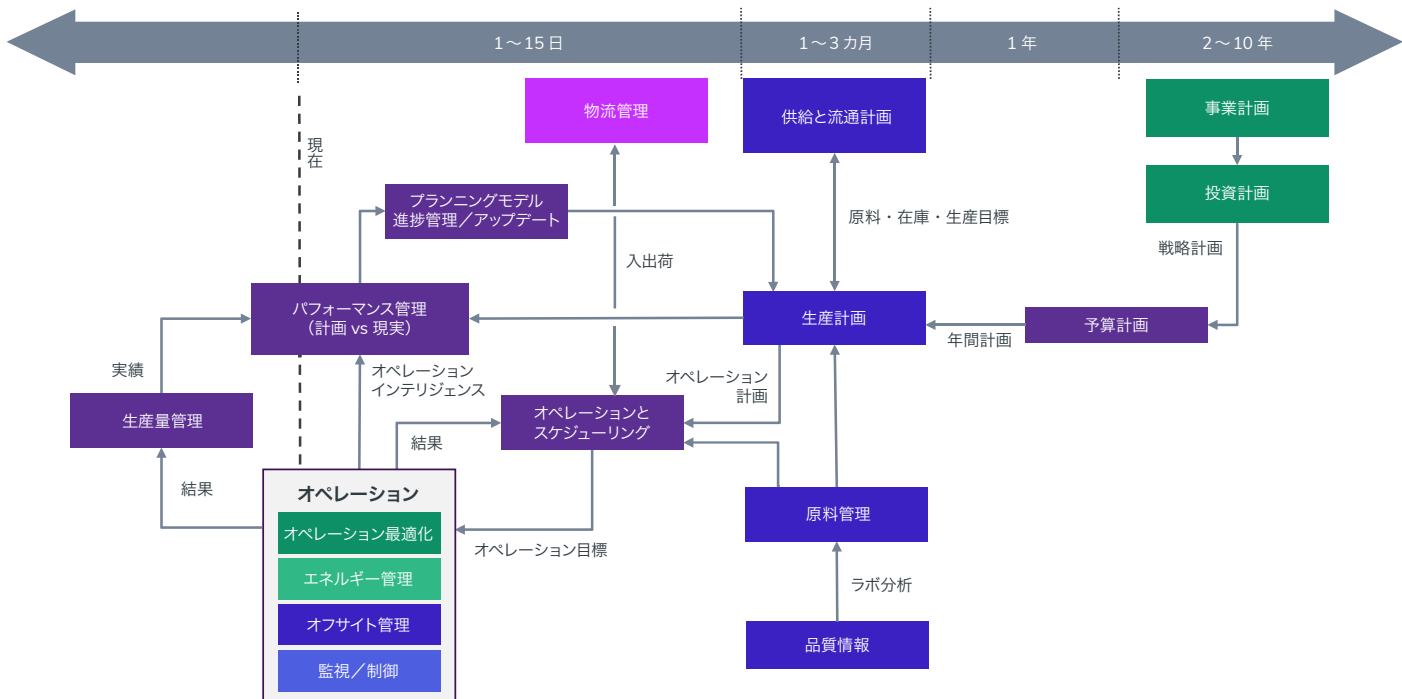 1～15日
1～3カ月
1年
2～10年
現在
物流管理
供給と流通計画
事業計画
投資計画
プランニングモデル
進捗管理／アップデート
原料・在庫・生産目標
戦略計画
入出荷
パフォーマンス管理
（計画 vs 現実）
生産計画
予算計画
年間計画
実績
オペレーション
インテリジェンス
オペレーション
計画
生産量管理
結果
オペレーションと
スケジューリング
結果
オペレーション
オペレーション最適化
エネルギー管理
オフサイト管理
監視／制御
オペレーション目標
原料管理
ラボ分析
品質情報